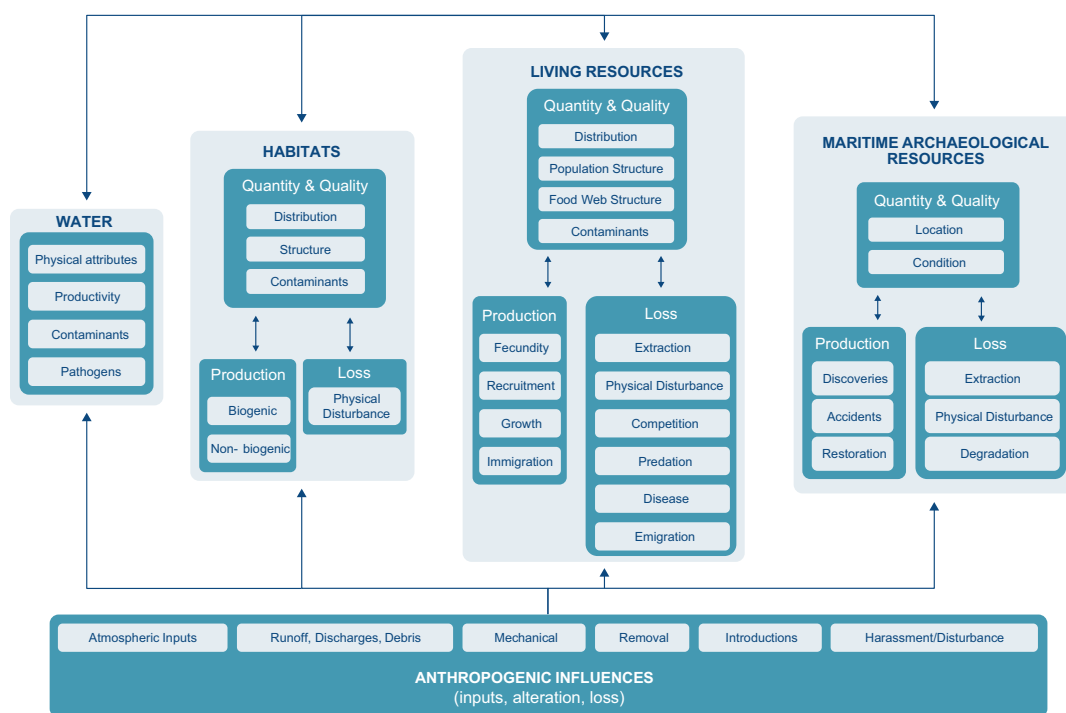 WATER
Physical attributes
Productivity
Contaminants
Pathogens
HABITATS
Quantity & Quality
Distribution
Structure
Contaminants
Production
Biogenic
Non- biogenic
Loss
Physical
Disturbance
LIVING RESOURCES
Quantity & Quality
Distribution
Population Structure
Food Web Structure
Contaminants
Production
Fecundity
Recruitment
Growth
Immigration
Loss
Extraction
Physical Disturbance
Competition
Predation
Disease
Emigration
MARITIME ARCHAEOLOGICAL
RESOURCES
Quantity & Quality
Location
Condition
Production
Discoveries
Accidents
Restoration
Loss
Extraction
Physical Disturbance
Degradation
Atmospheric Inputs
Runoff, Discharges, Debris
Mechanical
Removal
Introductions
Harassment/Disturbance
ANTHROPOGENIC INFLUENCES
(inputs, alteration, loss)